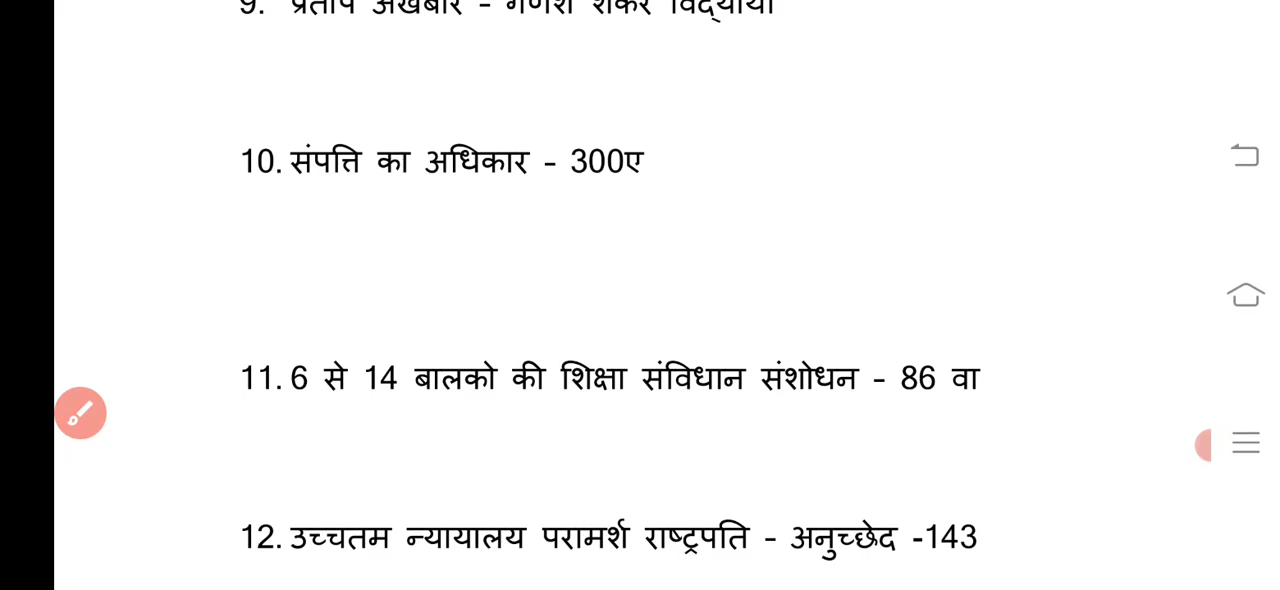 9. प्रताप अखबार - गणेश शंकर विद्यार्थी
10. संपत्ति का अधिकार - 300ए
11. 6 से 14 बालको की शिक्षा संविधान संशोधन - 86 वा
12. उच्चतम न्यायालय परामर्श राष्ट्रपति - अनुच्छेद -143